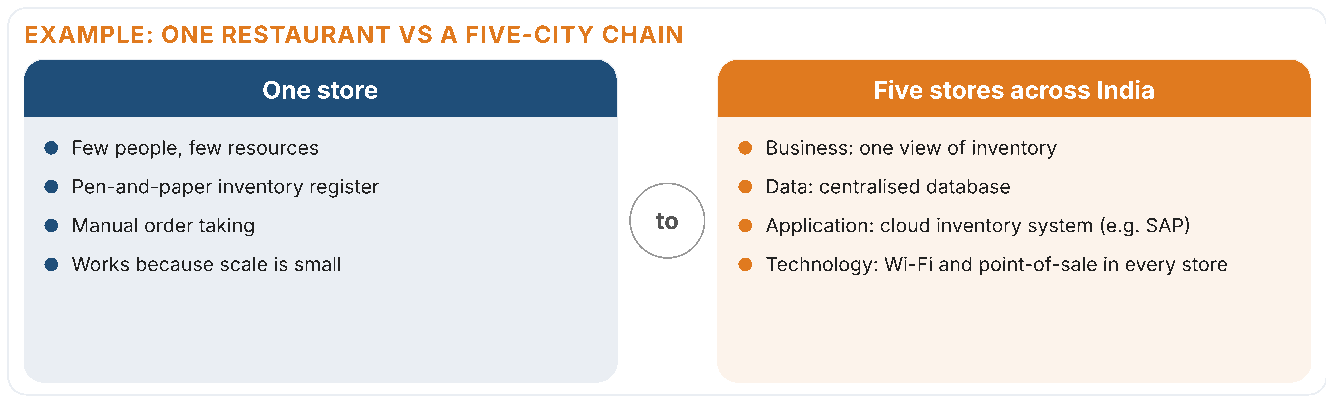 EXAMPLE: ONE RESTAURANT VS A FIVE-CITY CHAIN
One store
Few people, few resources
Pen-and-paper inventory register
Manual order taking
Works because scale is small
to
Five stores across India
Business: one view of inventory
Data: centralised database
Application: cloud inventory system (e.g. SAP)
Technology: Wi-Fi and point-of-sale in every store